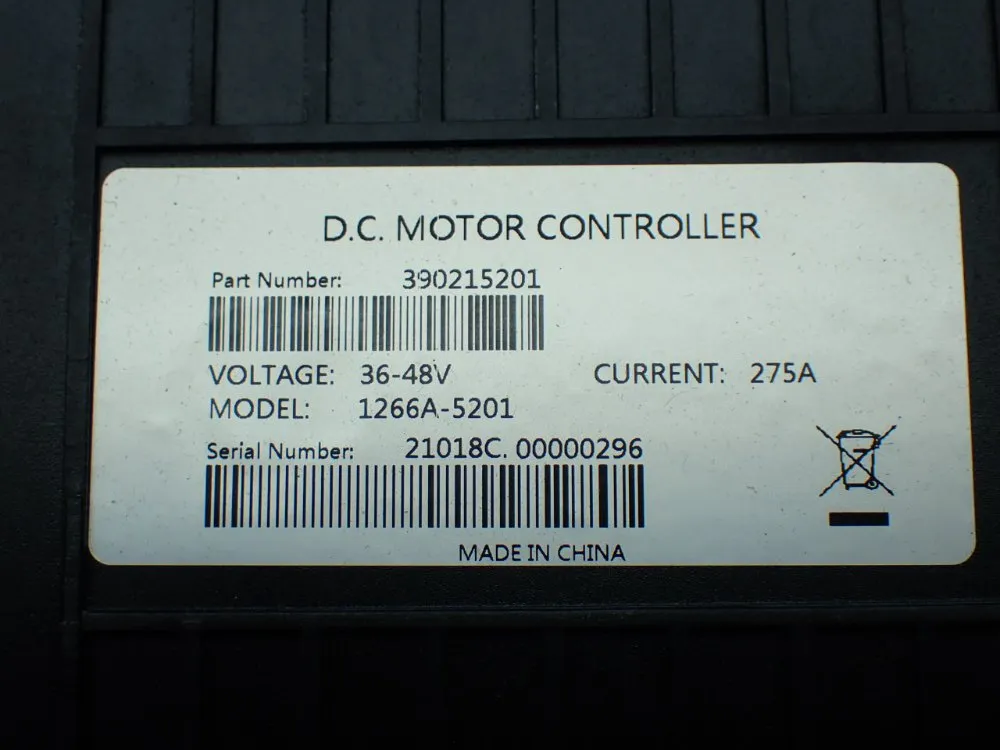 D.C. MOTOR CONTROLLER
Part Number: 390215201
VOLTAGE: 36-48V CURRENT: 275A
MODEL: 1266A-5201
Serial Number: 21018C. 00000296
MADE IN CHINA